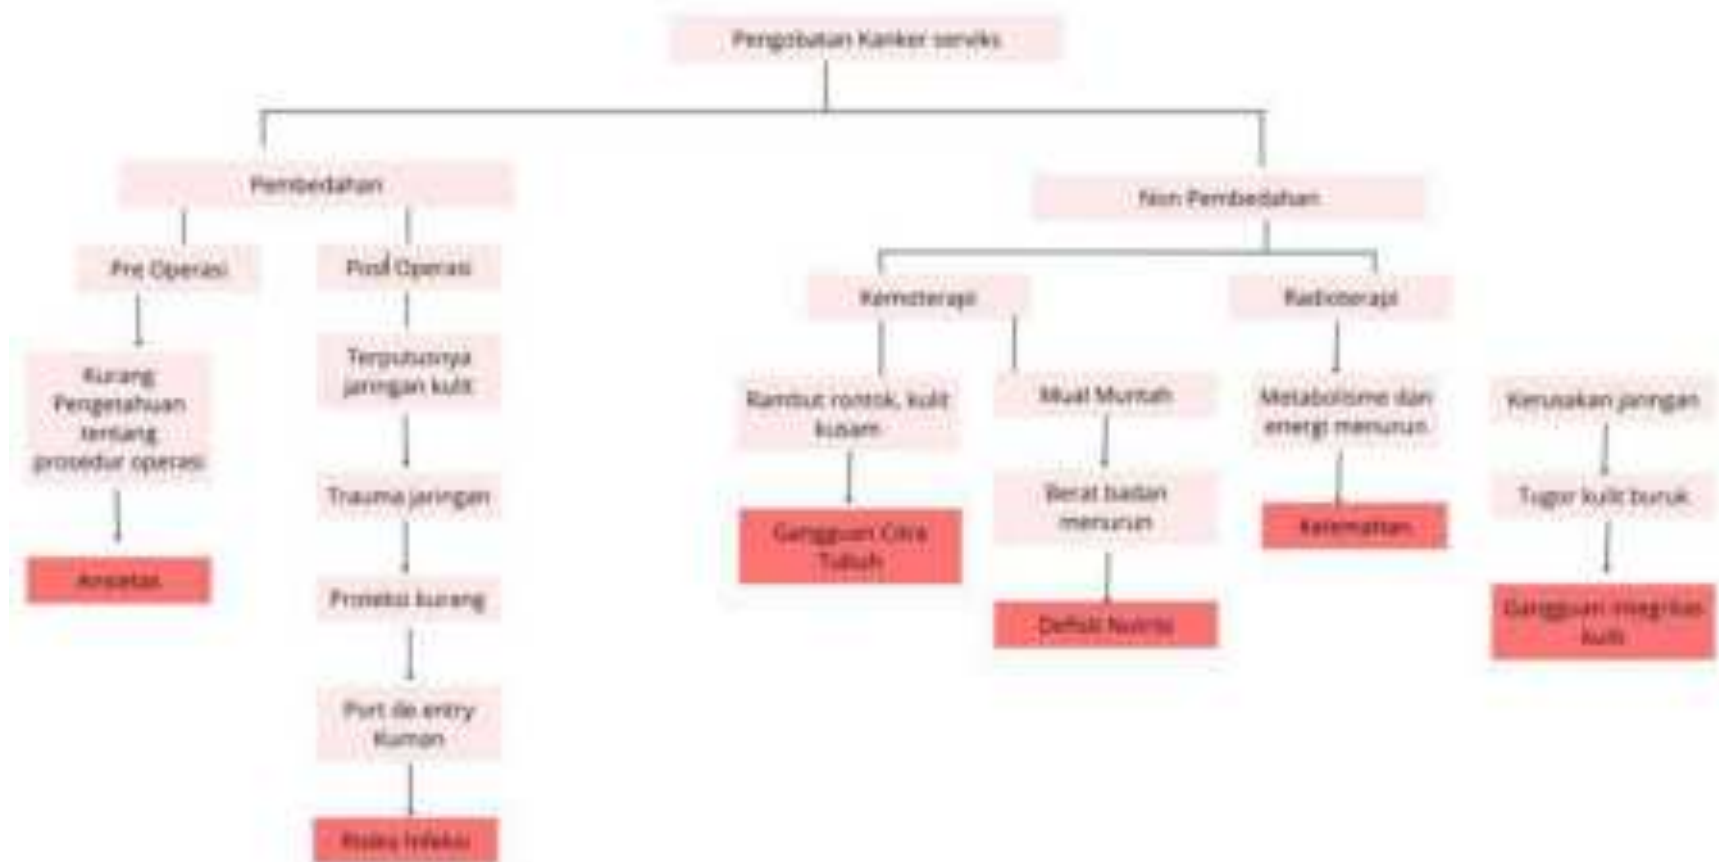 Pengobatan Kanker serviks
Pembedahan
Non Pembedahan
Pre Operasi
Post Operasi
Kemoterapi
Radioterapi
Kurang
Pengetahuan
tentang
prosedur operasi
Ansietas
Terputusnya
jaringan kulit
Trauma jaringan
Proteksi kurang
Port de entry
Kuman
Risiko Infeksi
Rambut rontok, kulit
kusam
Gangguan Citra
Tubuh
Mual Muntah
Berat badan
menurun
Defisit Nutrisi
Metabolisme dan
energi menurun
Kerusakan jaringan
Tugor kulit buruk
Gangguan integritas
kulit